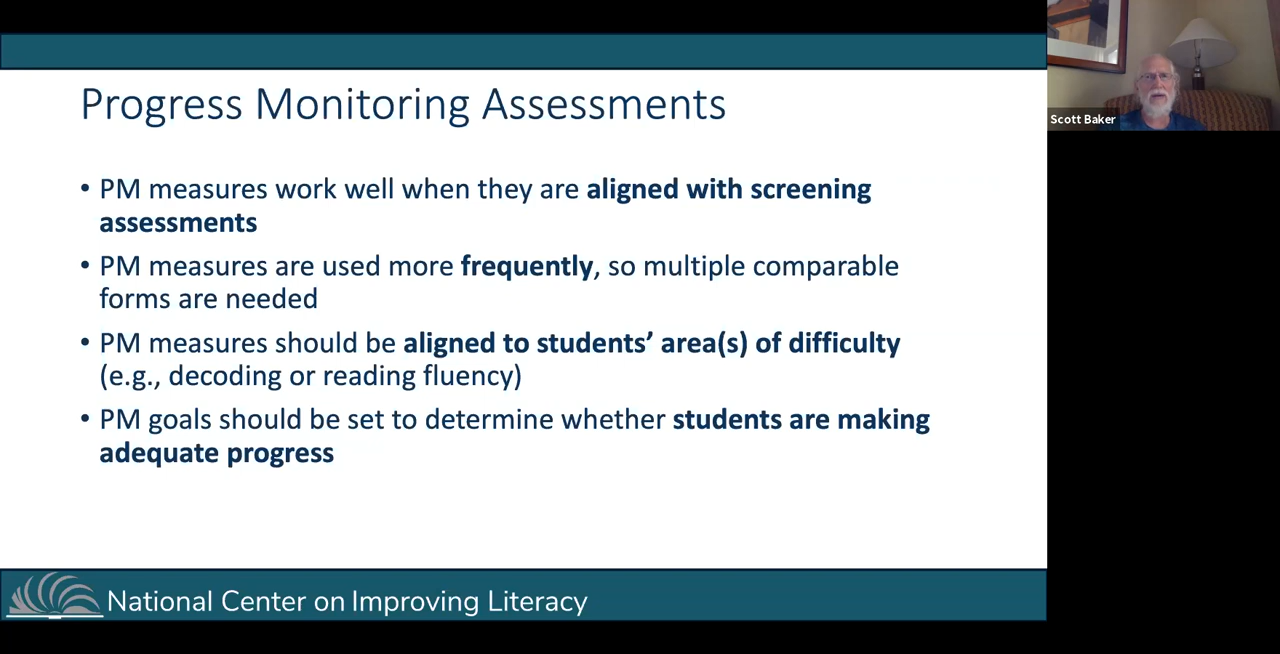 Progress Monitoring Assessments
• PM measures work well when they are aligned with screening
assessments
• PM measures are used more frequently, so multiple comparable
forms are needed
• PM measures should be aligned to students’ area(s) of difficulty
(e.g., decoding or reading fluency)
• PM goals should be set to determine whether students are making
adequate progress
National Center on Improving Literacy
Scott Baker